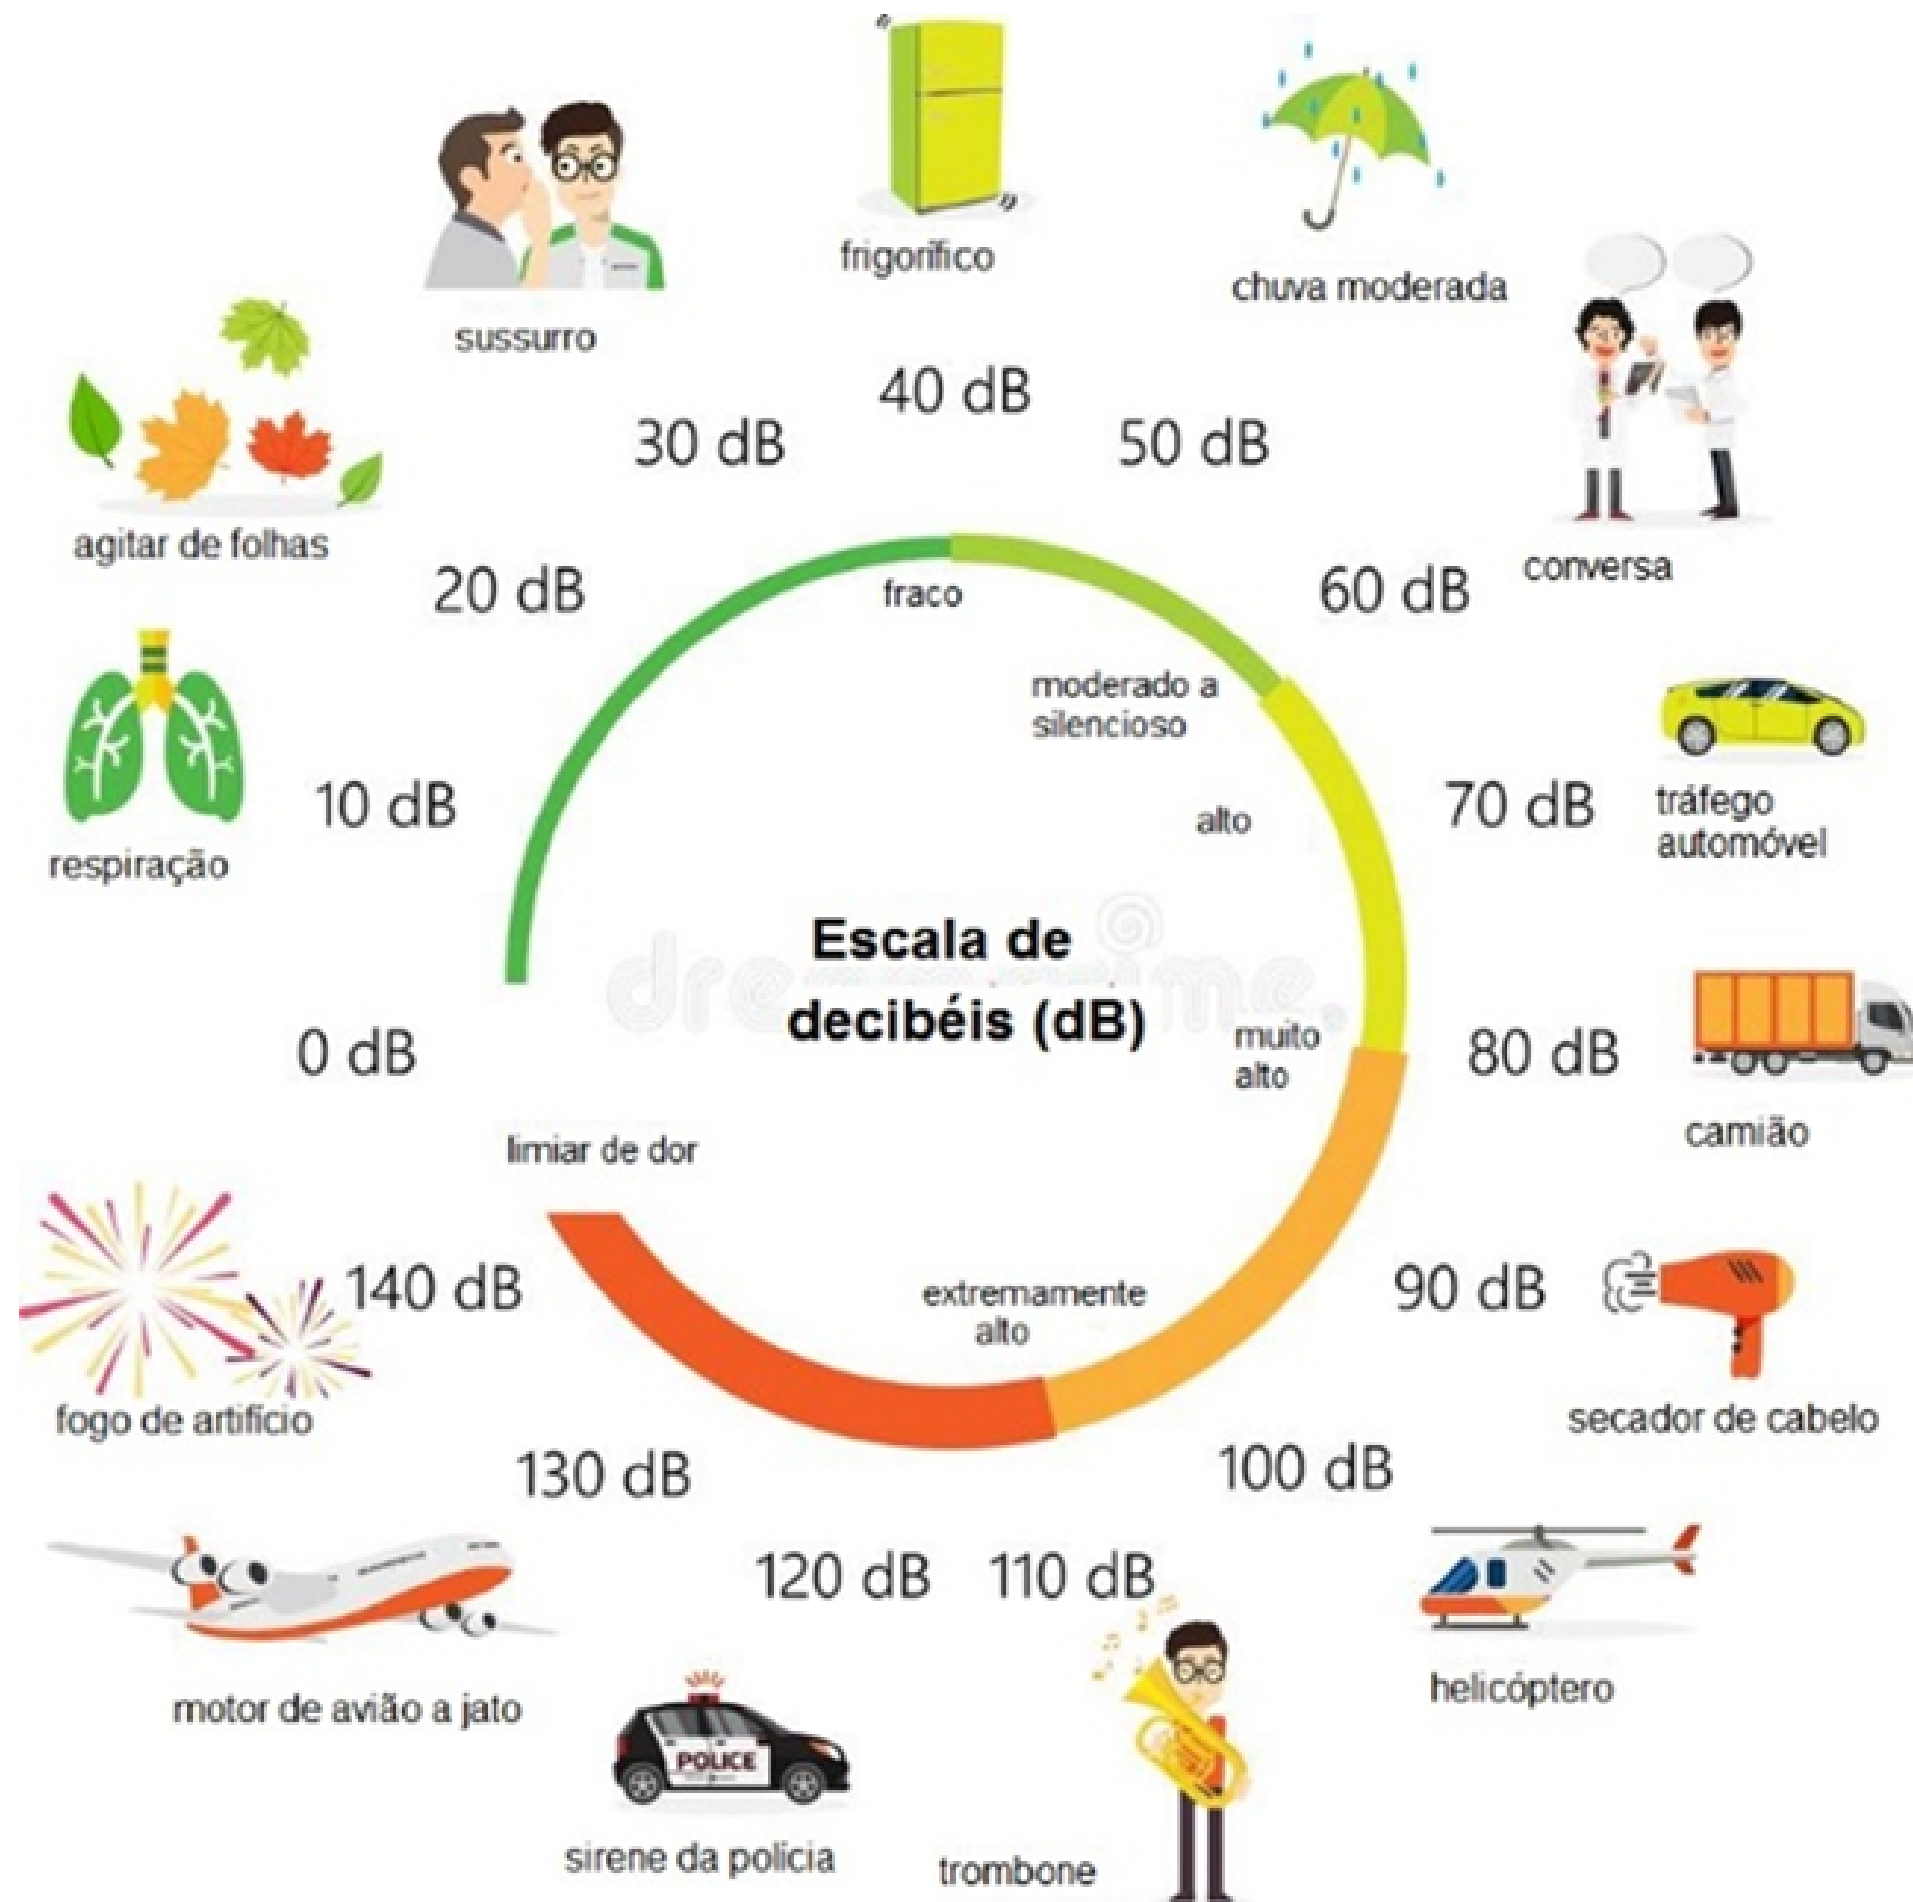 frigorífico
chuva moderada
sussurro
40 dB
30 dB
50 dB
agitar de folhas
conversa
20 dB
60 dB
fraco
moderado a
silencioso
10 dB
70 dB
tráfego
automóvel
alto
respiração
Escala de
decibéis (dB)
dreamstime
muito
alto
0 dB
80 dB
camião
limiar de dor
140 dB
extremamente
alto
90 dB
fogo de artifício
secador de cabelo
130 dB
100 dB
120 dB
110 dB
motor de avião a jato
helicóptero
POLICE
sirene da polícia
trombone